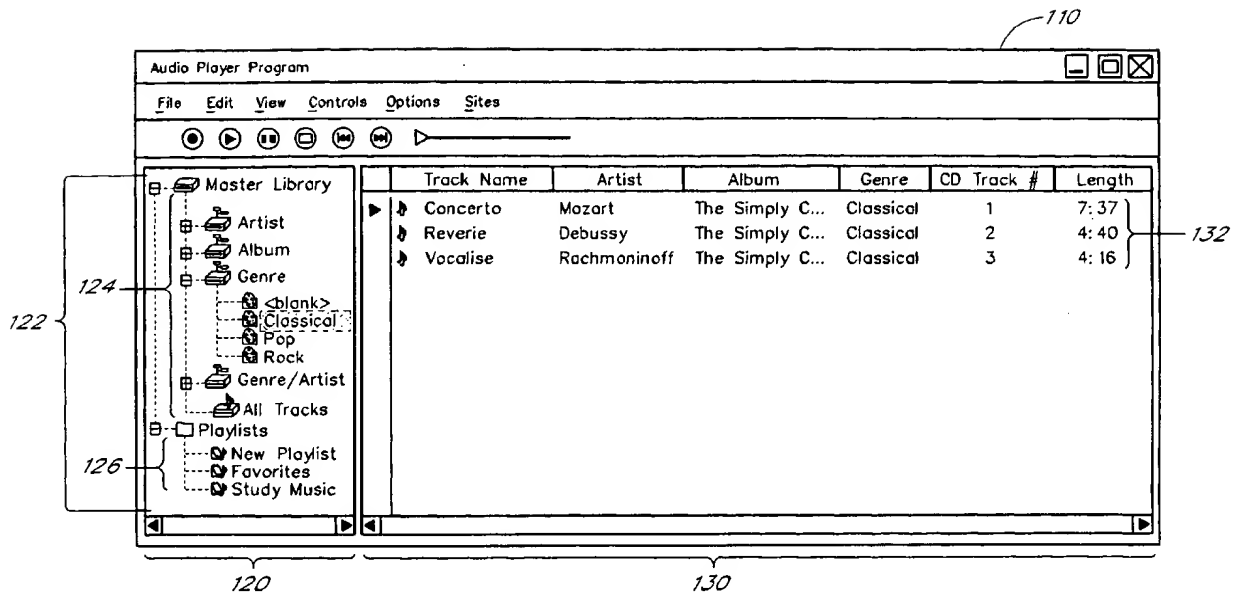 110
Audio Player Program
File Edit View Controls Options Sites
Master Library
Artist
Album
Genre
<blank>
Classical
Pop
Rock
Genre/Artist
All Tracks
Playlists
New Playlist
Favorites
Study Music
Track Name Artist Album Genre CD Track # Length
Concerto Mozart The Simply C... Classical 1 7:37
Reverie Debussy The Simply C... Classical 2 4:40
Vocalise Rachmoninoff The Simply C... Classical 3 4:16
132
124
122
126
120
130